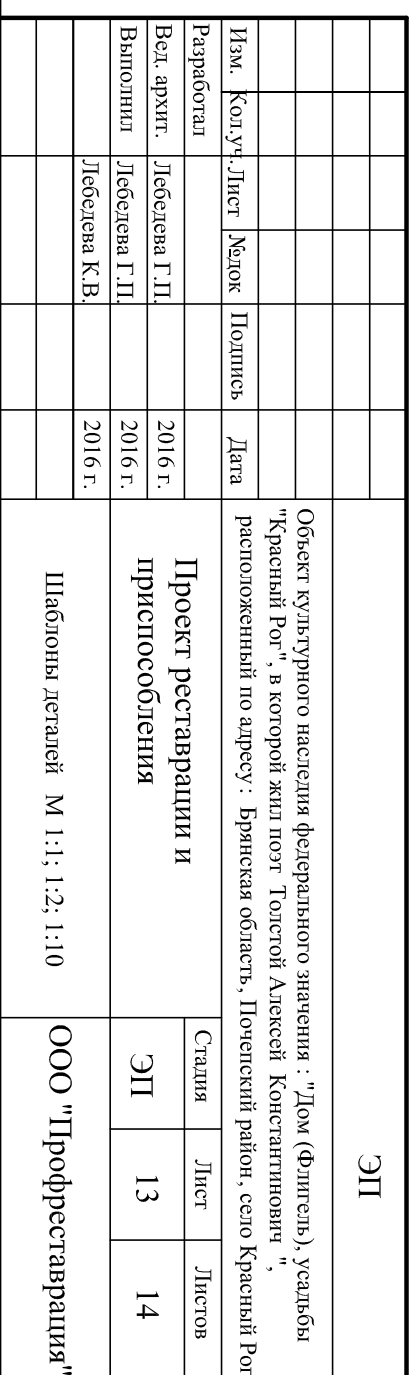 ЭП
Объект культурного наследия федерального значения : "Дом (Флигель), усадьбы
"Красный Рог", в которой жил поэт Толстой Алексей Константинович ",
расположенный по адресу: Брянская область, Почепский район, село Красный Рог
Изм. Кол.уч. Лист №док Подпись Дата
Разработал
Вед. архит. Лебедева Г.П. 2016 г.
Выполнил Лебедева Г.П. 2016 г.
Лебедева К.В. 2016 г.
Проект реставрации и
приспособления
Стадия Лист Листов
ЭП 13 14
Шаблоны деталей М 1:1; 1:2; 1:10
ООО "Профреставрация"